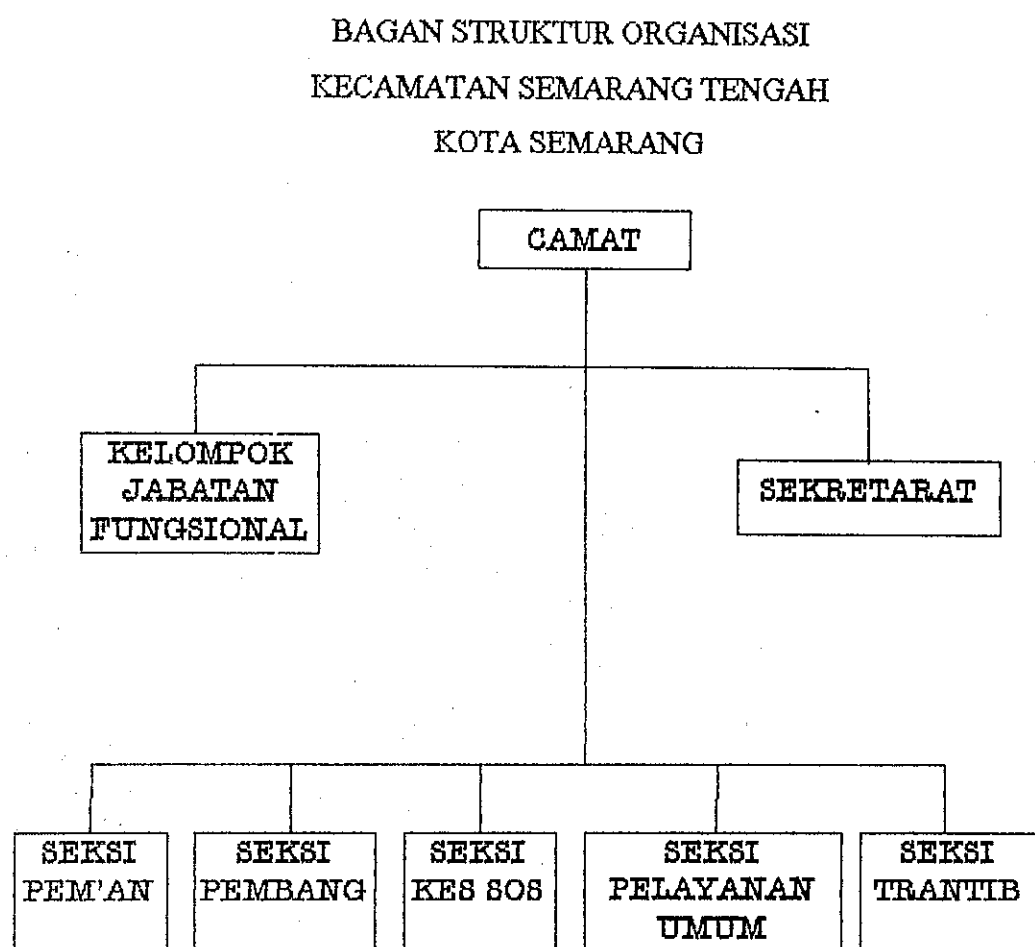 BAGAN STRUKTUR ORGANISASI
KECAMATAN SEMARANG TENGAH
KOTA SEMARANG
CAMAT
KELOMPOK
JABATAN
FUNGSIONAL
SEKRETARAT
SEKSI
PEM'AN
SEKSI
PEMBANG
SEKSI
KES SOS
SEKSI
PELAYANAN
UMUM
SEKSI
TRANTIB